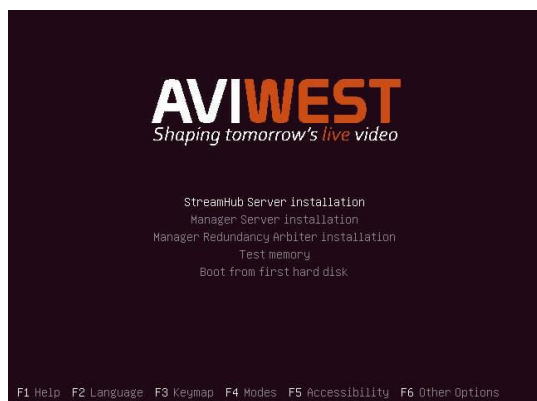 AVIWEST
Shaping tomorrow's live video
StreamHub Server installation
Manager Server installation
Manager Redundancy Arbiter installation
Test memory
Boot from first hard disk
F1 Help F2 Language F3 Keymap F4 Modes F5 Accessibility F6 Other Options